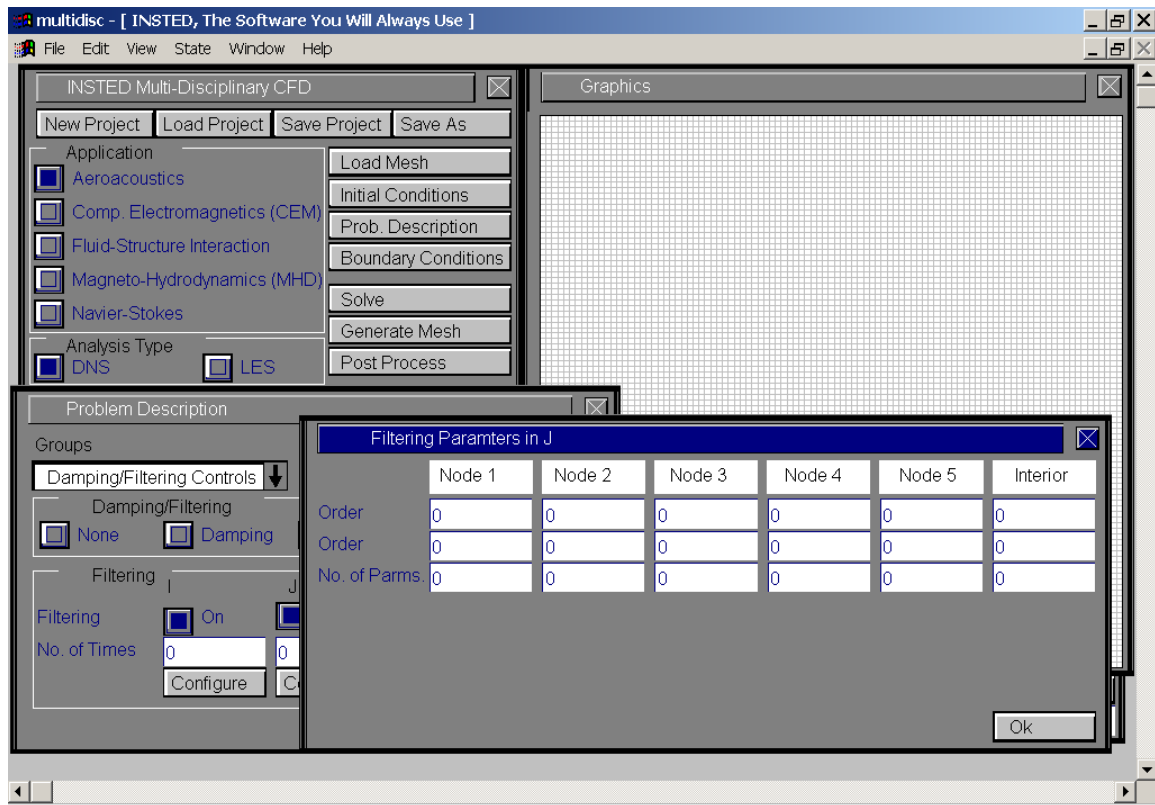 multidisc - [ INSTED, The Software You Will Always Use ]
File Edit View State Window Help
INSTED Multi-Disciplinary CFD
New Project Load Project Save Project Save As
Application
Aeroacoustics
Comp. Electromagnetics (CEM)
Fluid-Structure Interaction
Magneto-Hydrodynamics (MHD)
Navier-Stokes
Analysis Type
DNS LES
Load Mesh
Initial Conditions
Prob. Description
Boundary Conditions
Solve
Generate Mesh
Post Process
Graphics
Problem Description
Groups
Damping/Filtering Controls
Damping/Filtering
None Damping
Filtering
I J
Filtering On
No. of Times 0 0
Configure
Filtering Paramters in J
Node 1 Node 2 Node 3 Node 4 Node 5 Interior
Order 0 0 0 0 0 0
Order 0 0 0 0 0 0
No. of Parms. 0 0 0 0 0 0
Ok